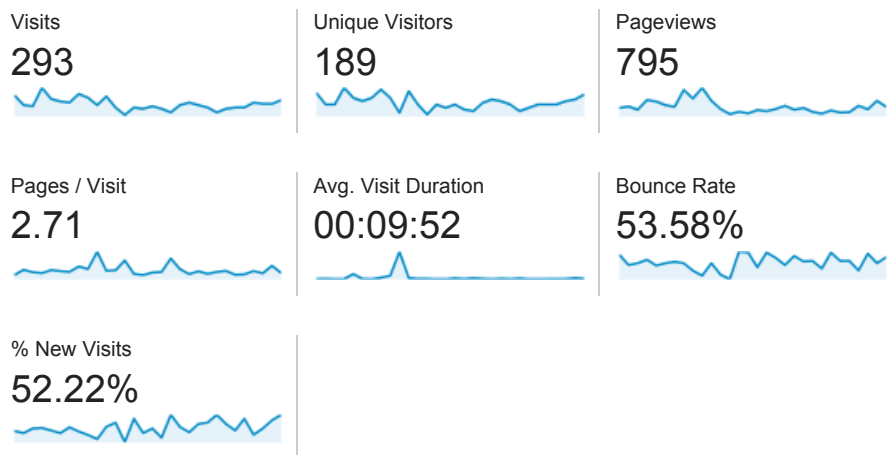 Visits
293
Unique Visitors
189
Pageviews
795
Pages / Visit
2.71
Avg. Visit Duration
00:09:52
Bounce Rate
53.58%
% New Visits
52.22%